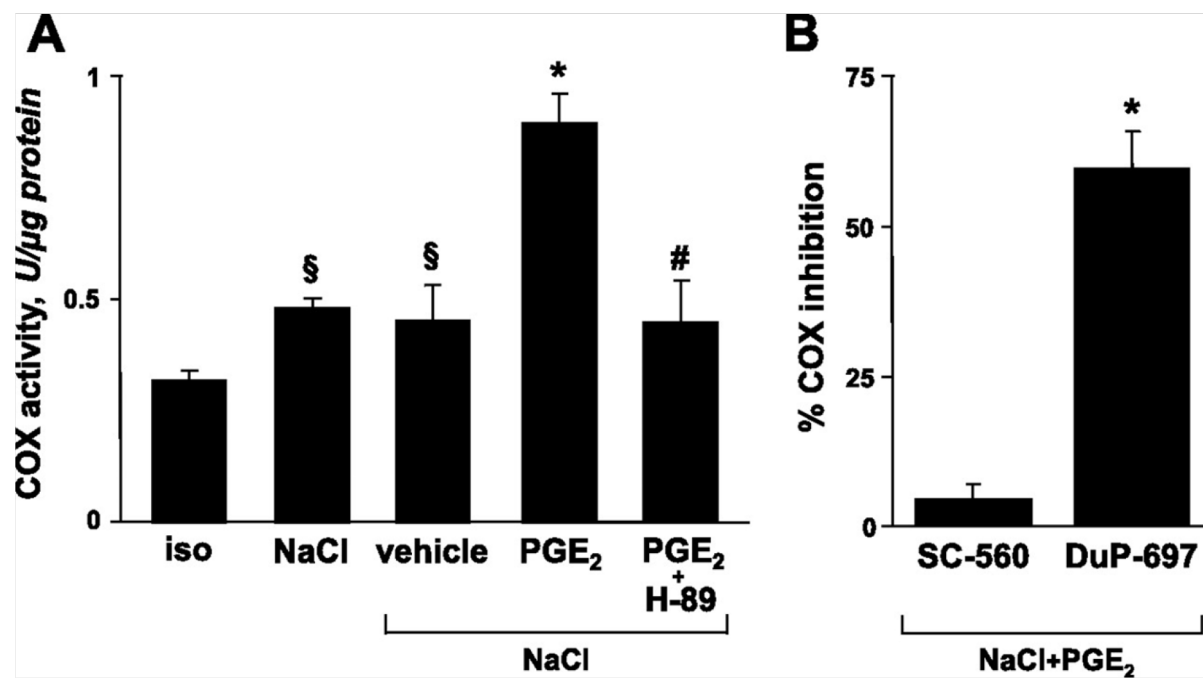 A
COX activity, U/µg protein
1
0.5
0
§
§
*
#
iso
NaCl
vehicle
PGE₂
PGE₂
+
H-89
NaCl
B
% COX inhibition
75
50
25
0
*
SC-560
DuP-697
NaCl+PGE₂